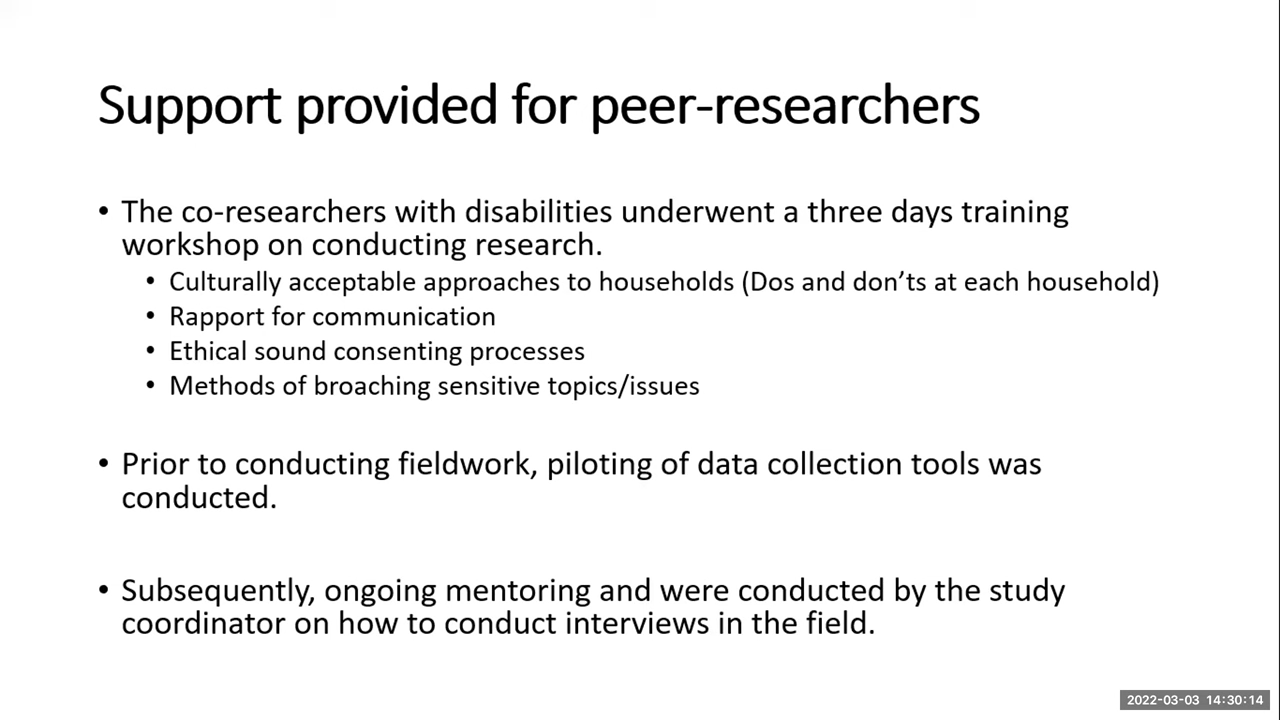 Support provided for peer-researchers
• The co-researchers with disabilities underwent a three days training
workshop on conducting research.
• Culturally acceptable approaches to households (Dos and don’ts at each household)
• Rapport for communication
• Ethical sound consenting processes
• Methods of broaching sensitive topics/issues
• Prior to conducting fieldwork, piloting of data collection tools was
conducted.
• Subsequently, ongoing mentoring and were conducted by the study
coordinator on how to conduct interviews in the field.
2022-03-03 14:30:14